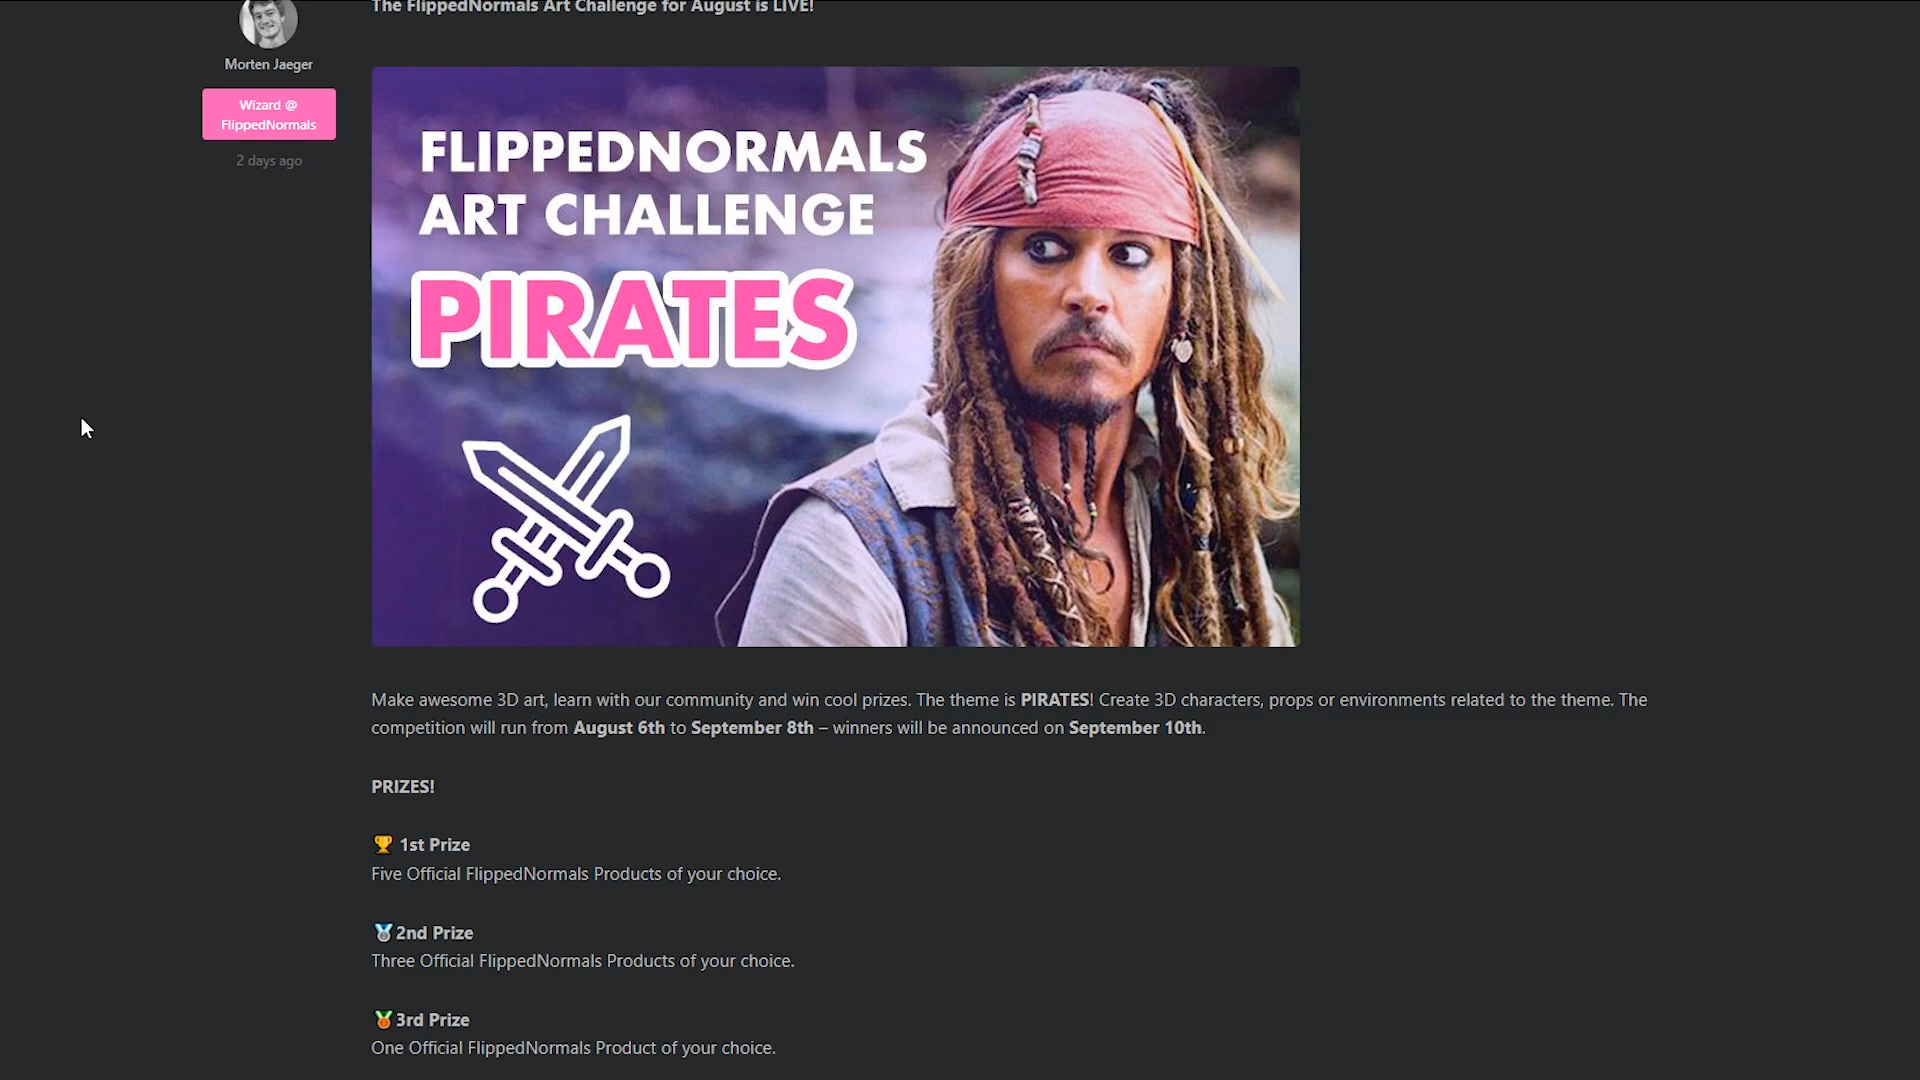 The FlippedNormals Art Challenge for August is LIVE!
Morten Jaeger
Wizard @
FlippedNormals
2 days ago
FLIPPEDNORMALS
ART CHALLENGE
PIRATES
Make awesome 3D art, learn with our community and win cool prizes. The theme is PIRATES! Create 3D characters, props or environments related to the theme. The
competition will run from August 6th to September 8th – winners will be announced on September 10th.
PRIZES!
🏆 1st Prize
Five Official FlippedNormals Products of your choice.
🥈2nd Prize
Three Official FlippedNormals Products of your choice.
🥉3rd Prize
One Official FlippedNormals Product of your choice.